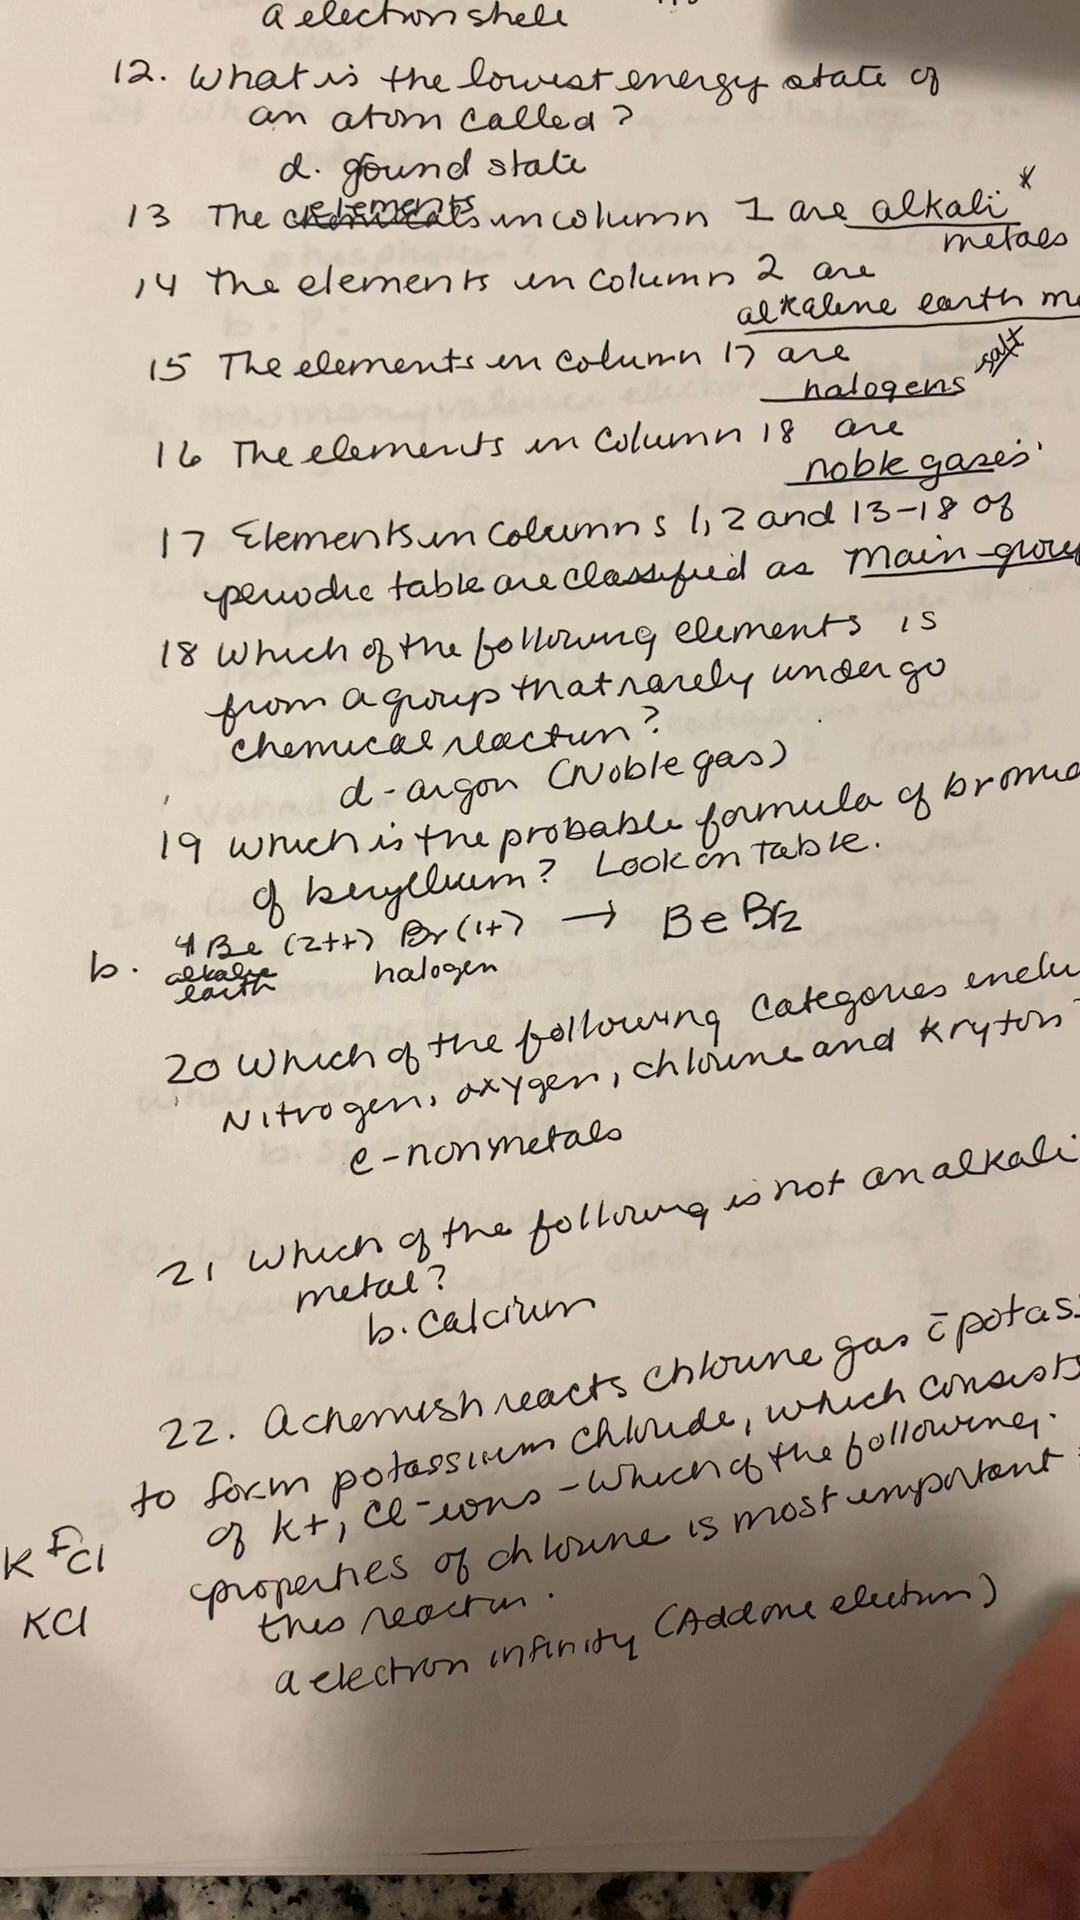 a electron shell
12. What is the lowest energy state of
an atom called?
d. ground state
13 The elements in column 1 are alkali *
metals
14 The elements in column 2 are
alkaline earth me
15 The elements in column 17 are
halogens salt
16 The elements in Column 18 are
noble gases.
17 Elements in Columns 1, 2 and 13-18 of
periodic table are classified as Main-grou
18 Which of the following elements is
from a group that rarely undergo
chemical reaction?
d - argon (Noble gas)
19 which is the probable formula of bromid
of beryllium? Look on Table.
b. 4 Be (2++) Br (1+) → BeBr2
alkalie halogen
earth
20 Which of the following Categories inclu
Nitrogen, oxygen, chlorine and Kryton
c - nonmetals
21 Which of the following is not an alkali
metal?
b. Calcium
22. A chemish reacts chlorine gas c̄ potas
to form potassium chloride, which consists
of k+, Cl- ions - Which of the following
K F Cl
properties of chlorine is most important
KCl
this reactun.
a electron infinity (Add one electron)